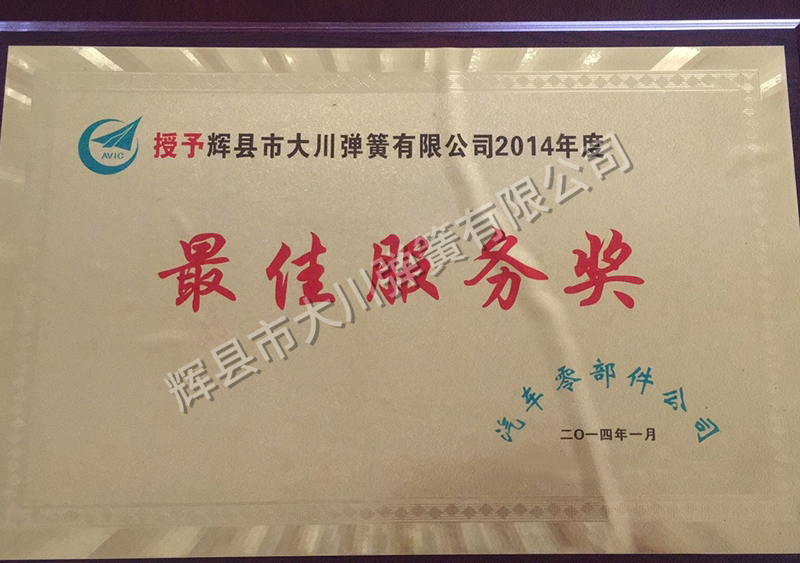 AVIC
授予辉县市大川弹簧有限公司2014年度
最佳服务奖
汽车零部件公司
二〇一四年一月
辉县市大川弹簧有限公司